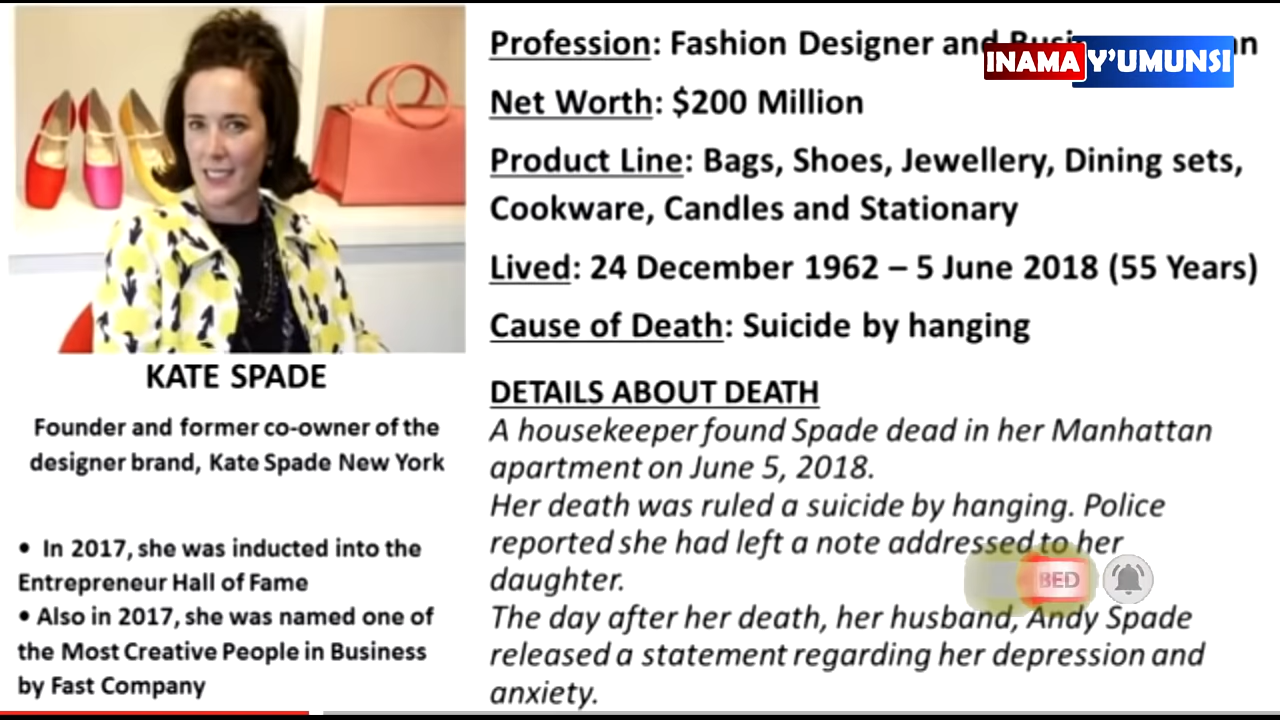 Profession: Fashion Designer and
INAMA Y'UMUNSI
Net Worth: $200 Million
Product Line: Bags, Shoes, Jewellery, Dining sets,
Cookware, Candles and Stationary
Lived: 24 December 1962 – 5 June 2018 (55 Years)
Cause of Death: Suicide by hanging
KATE SPADE
Founder and former co-owner of the
designer brand, Kate Spade New York
• In 2017, she was inducted into the
Entrepreneur Hall of Fame
• Also in 2017, she was named one of
the Most Creative People in Business
by Fast Company
DETAILS ABOUT DEATH
A housekeeper found Spade dead in her Manhattan
apartment on June 5, 2018.
Her death was ruled a suicide by hanging. Police
reported she had left a note addressed to her
daughter.
BED
The day after her death, her husband, Andy Spade
released a statement regarding her depression and
anxiety.